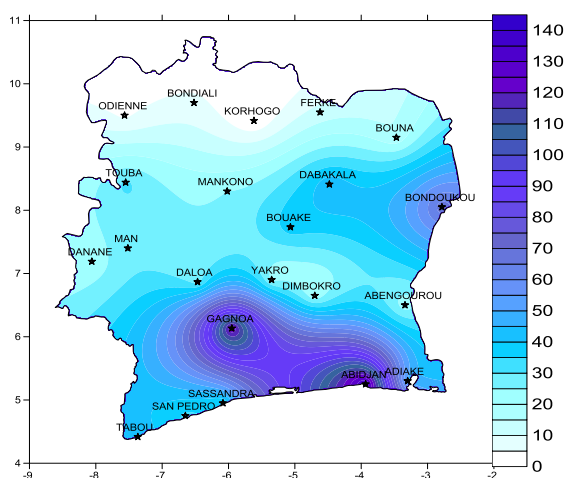 11
140
10
BONDIALI
FERKE
ODIENNE
KORHOGO
120
BOUNA
9
100
TOUBA
MANKONO
DABAKALA
90
BONDOUKOU
8
80
BOUAKE
MAN
70
DANANE
7
DALOA
YAKRO
60
DIMBOKRO
ABENGOUROU
50
GAGNOA
6
40
ABIDJAN
ADIAKE
30
5
SASSANDRA
SAN PEDRO
20
TABOU
10
4
0
-9 -8 -7 -6 -5 -4 -3 -2